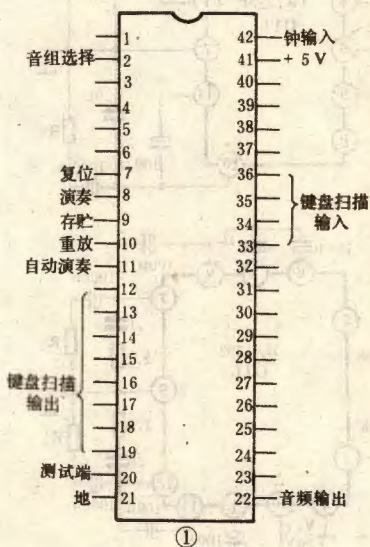 1
音组选择 2
3
4
5
6
复位 7
演奏 8
存贮 9
重放 10
自动演奏 11
12
13
14
15
16
键盘扫描
输出
17
18
19
测试端 20
地 21
42 钟输入
41 +5V
40
39
38
37
36
35
键盘扫描
输入
34
33
32
31
30
29
28
27
26
25
24
23
22 音频输出
①